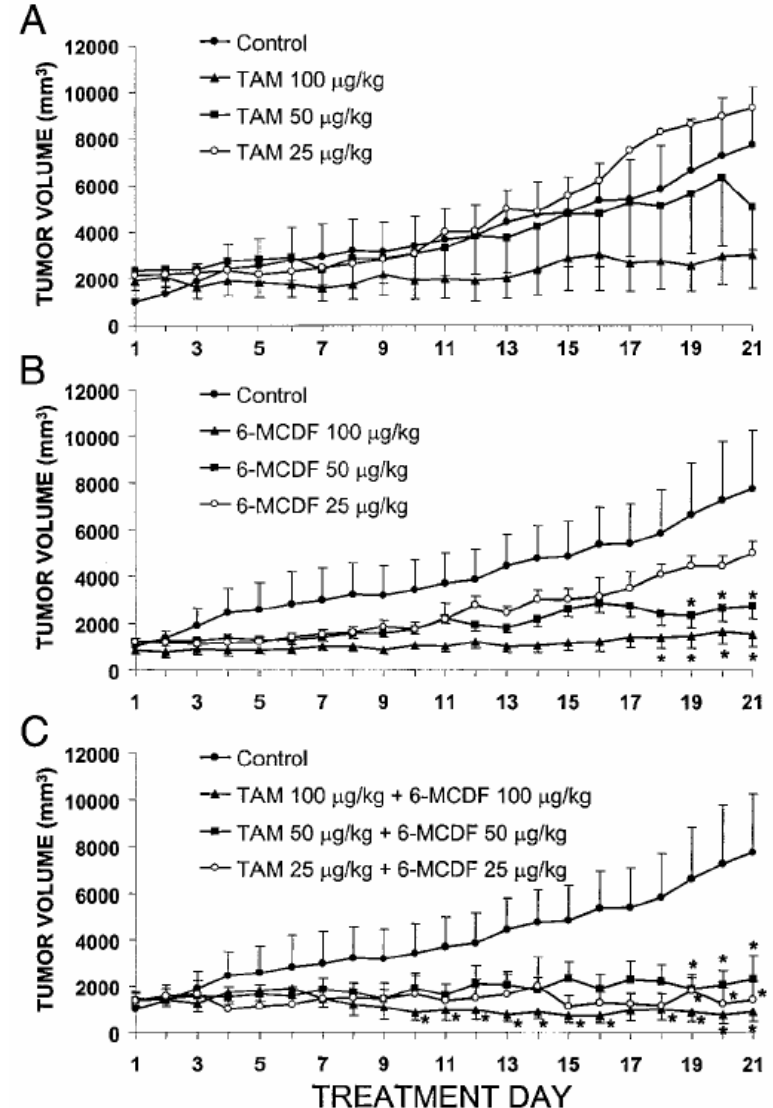 A
TUMOR VOLUME (mm³)
12000
10000
8000
6000
4000
2000
0
Control
TAM 100 µg/kg
TAM 50 µg/kg
TAM 25 µg/kg
1 3 5 7 9 11 13 15 17 19 21
B
TUMOR VOLUME (mm³)
12000
10000
8000
6000
4000
2000
0
Control
6-MCDF 100 µg/kg
6-MCDF 50 µg/kg
6-MCDF 25 µg/kg
* * *
* * * *
1 3 5 7 9 11 13 15 17 19 21
C
TUMOR VOLUME (mm³)
12000
10000
8000
6000
4000
2000
0
Control
TAM 100 µg/kg + 6-MCDF 100 µg/kg
TAM 50 µg/kg + 6-MCDF 50 µg/kg
TAM 25 µg/kg + 6-MCDF 25 µg/kg
* * *
* * *
* * * * * * * * * * *
1 3 5 7 9 11 13 15 17 19 21
TREATMENT DAY